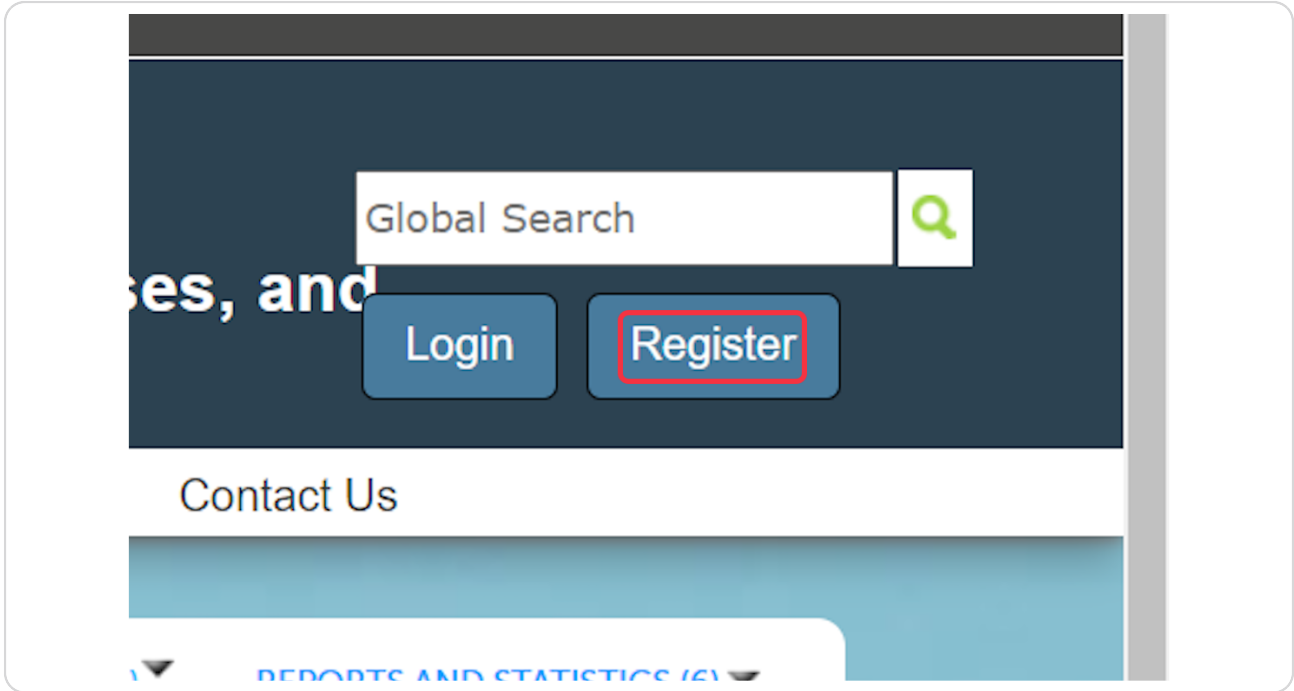 Global Search
ses, and
Login Register
Contact Us
) REPORTS AND STATISTICS (6)